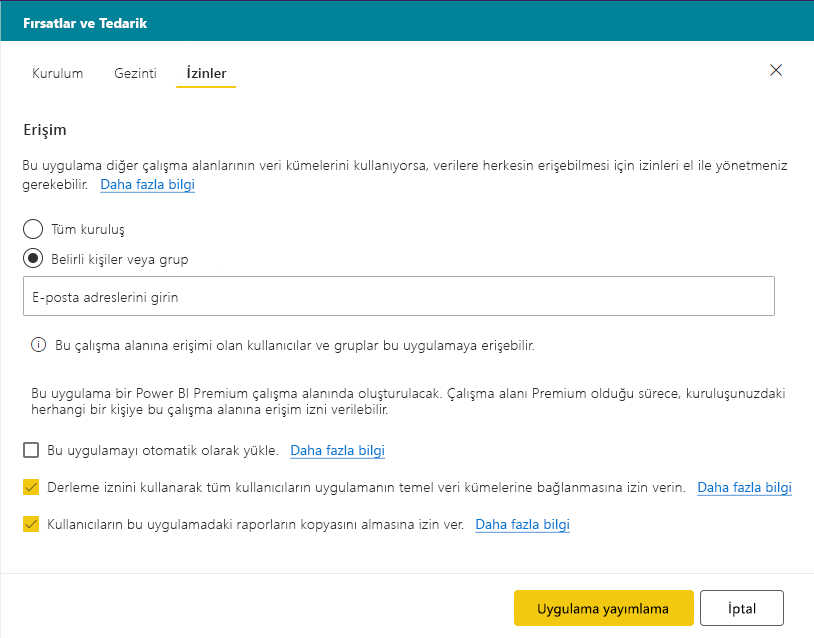 Fırsatlar ve Tedarik
Kurulum Gezinti İzinler
Erişim
Bu uygulama diğer çalışma alanlarının veri kümelerini kullanıyorsa, verilere herkesin erişebilmesi için izinleri el ile yönetmeniz
gerekebilir. Daha fazla bilgi
Tüm kuruluş
Belirli kişiler veya grup
E-posta adreslerini girin
Bu çalışma alanına erişimi olan kullanıcılar ve gruplar bu uygulamaya erişebilir.
Bu uygulama bir Power BI Premium çalışma alanında oluşturulacak. Çalışma alanı Premium olduğu sürece, kuruluşunuzdaki
herhangi bir kişiye bu çalışma alanına erişim izni verilebilir.
Bu uygulamayı otomatik olarak yükle. Daha fazla bilgi
Derleme iznini kullanarak tüm kullanıcıların uygulamanın temel veri kümelerine bağlanmasına izin verin. Daha fazla bilgi
Kullanıcıların bu uygulamadaki raporların kopyasını almasına izin ver. Daha fazla bilgi
Uygulama yayımlama İptal